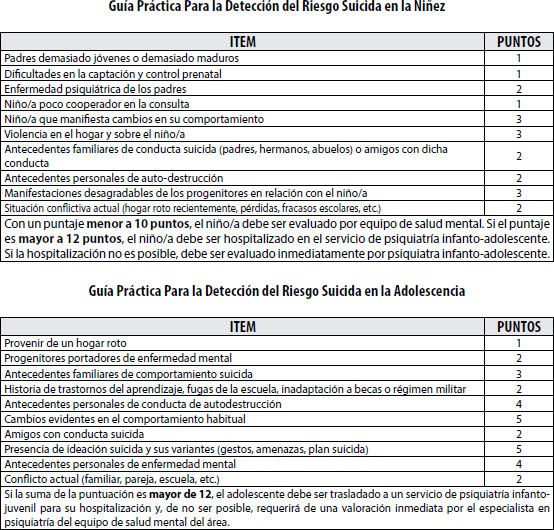 Guía Práctica Para la Detección del Riesgo Suicida en la Niñez
ITEM PUNTOS
Padres demasiado jóvenes o demasiado maduros 1
Dificultades en la captación y control prenatal 1
Enfermedad psiquiátrica de los padres 2
Niño/a poco cooperador en la consulta 1
Niño/a que manifiesta cambios en su comportamiento 3
Violencia en el hogar y sobre el niño/a 3
Antecedentes familiares de conducta suicida (padres, hermanos, abuelos) o amigos con dicha
conducta 2
Antecedentes personales de auto-destrucción 2
Manifestaciones desagradables de los progenitores en relación con el niño/a 3
Situación conflictiva actual (hogar roto recientemente, pérdidas, fracasos escolares, etc.) 2
Con un puntaje menor a 10 puntos, el niño/a debe ser evaluado por equipo de salud mental. Si el puntaje
es mayor a 12 puntos, el niño/a debe ser hospitalizado en el servicio de psiquiatría infanto-adolescente.
Si la hospitalización no es posible, debe ser evaluado inmediatamente por psiquiatra infanto-adolescente.
Guía Práctica Para la Detección del Riesgo Suicida en la Adolescencia
ITEM PUNTOS
Provenir de un hogar roto 1
Progenitores portadores de enfermedad mental 2
Antecedentes familiares de comportamiento suicida 3
Historia de trastornos del aprendizaje, fugas de la escuela, inadaptación a becas o régimen militar 2
Antecedentes personales de conducta de autodestrucción 4
Cambios evidentes en el comportamiento habitual 5
Amigos con conducta suicida 2
Presencia de ideación suicida y sus variantes (gestos, amenazas, plan suicida) 5
Antecedentes personales de enfermedad mental 4
Conflicto actual (familiar, pareja, escuela, etc.) 2
Si la suma de la puntuación es mayor de 12, el adolescente debe ser trasladado a un servicio de psiquiatría infanto-
juvenil para su hospitalización y, de no ser posible, requerirá de una valoración inmediata por el especialista en
psiquiatría del equipo de salud mental del área.